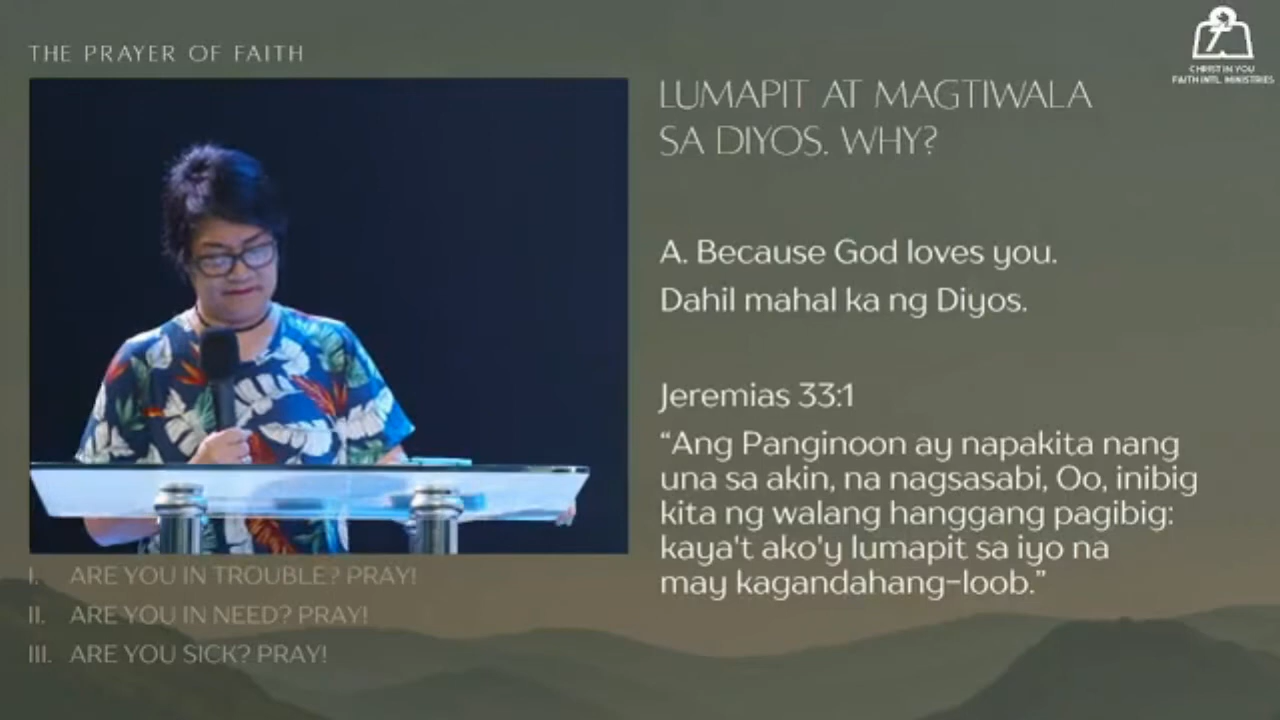 THE PRAYER OF FAITH
CHRIST IN YOU
FAITH INTL. MINISTRIES
LUMAPIT AT MAGTIWALA
SA DIYOS. WHY?
A. Because God loves you.
Dahil mahal ka ng Diyos.
Jeremias 33:1
“Ang Panginoon ay napakita nang
una sa akin, na nagsasabi, Oo, inibig
kita ng walang hanggang pagibig:
kaya't ako'y lumapit sa iyo na
may kagandahang-loob.”
I. ARE YOU IN TROUBLE? PRAY!
II. ARE YOU IN NEED? PRAY!
III. ARE YOU SICK? PRAY!